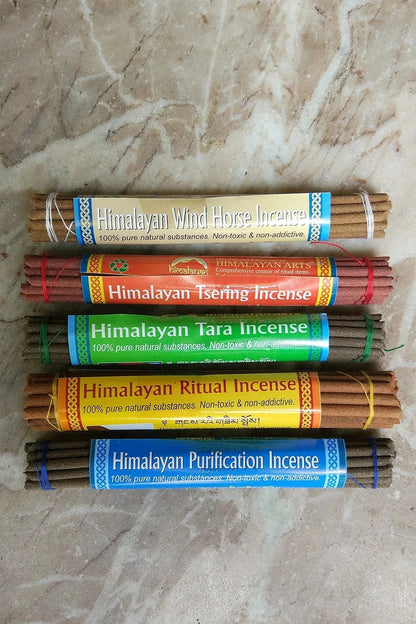 Himalayan Wind Horse Incense
100% pure natural substances. Non-toxic & non-addictive.
himalayan
HIMALAYAN ARTS
Comprehensive creator of ritual items
Himalayan Tsering Incense
Himalayan Tara Incense
100% pure natural substances. Non-toxic & non-addictive.
Himalayan Ritual Incense
100% pure natural substances. Non-toxic & non-addictive.
Himalayan Purification Incense
100% pure natural substances. Non-toxic & non-addictive.